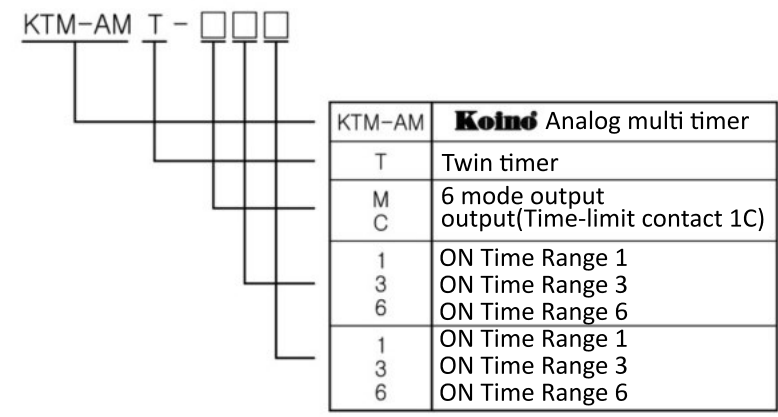 KTM-AM T - □□□
KTM-AM Koino Analog multi timer
T Twin timer
M 6 mode output
C output(Time-limit contact 1C)
1 ON Time Range 1
3 ON Time Range 3
6 ON Time Range 6
1 ON Time Range 1
3 ON Time Range 3
6 ON Time Range 6